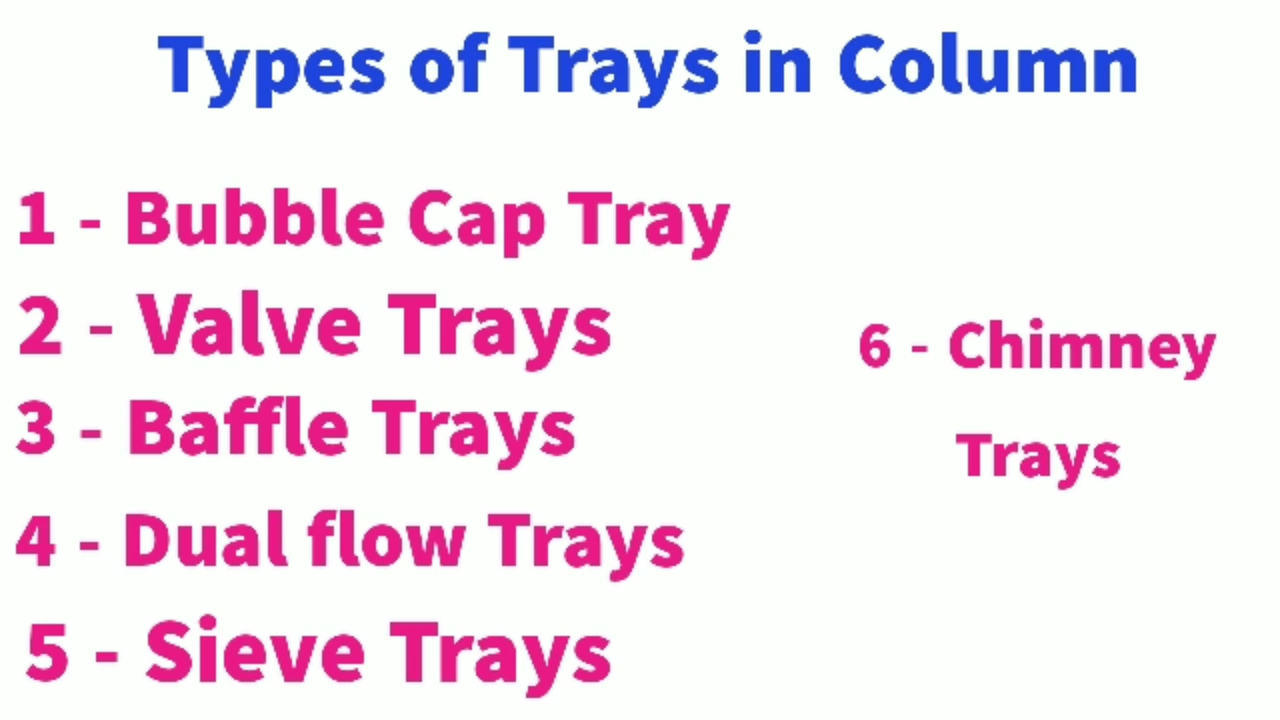 Types of Trays in Column
1 - Bubble Cap Tray
2 - Valve Trays
3 - Baffle Trays
4 - Dual flow Trays
5 - Sieve Trays
6 - Chimney
Trays